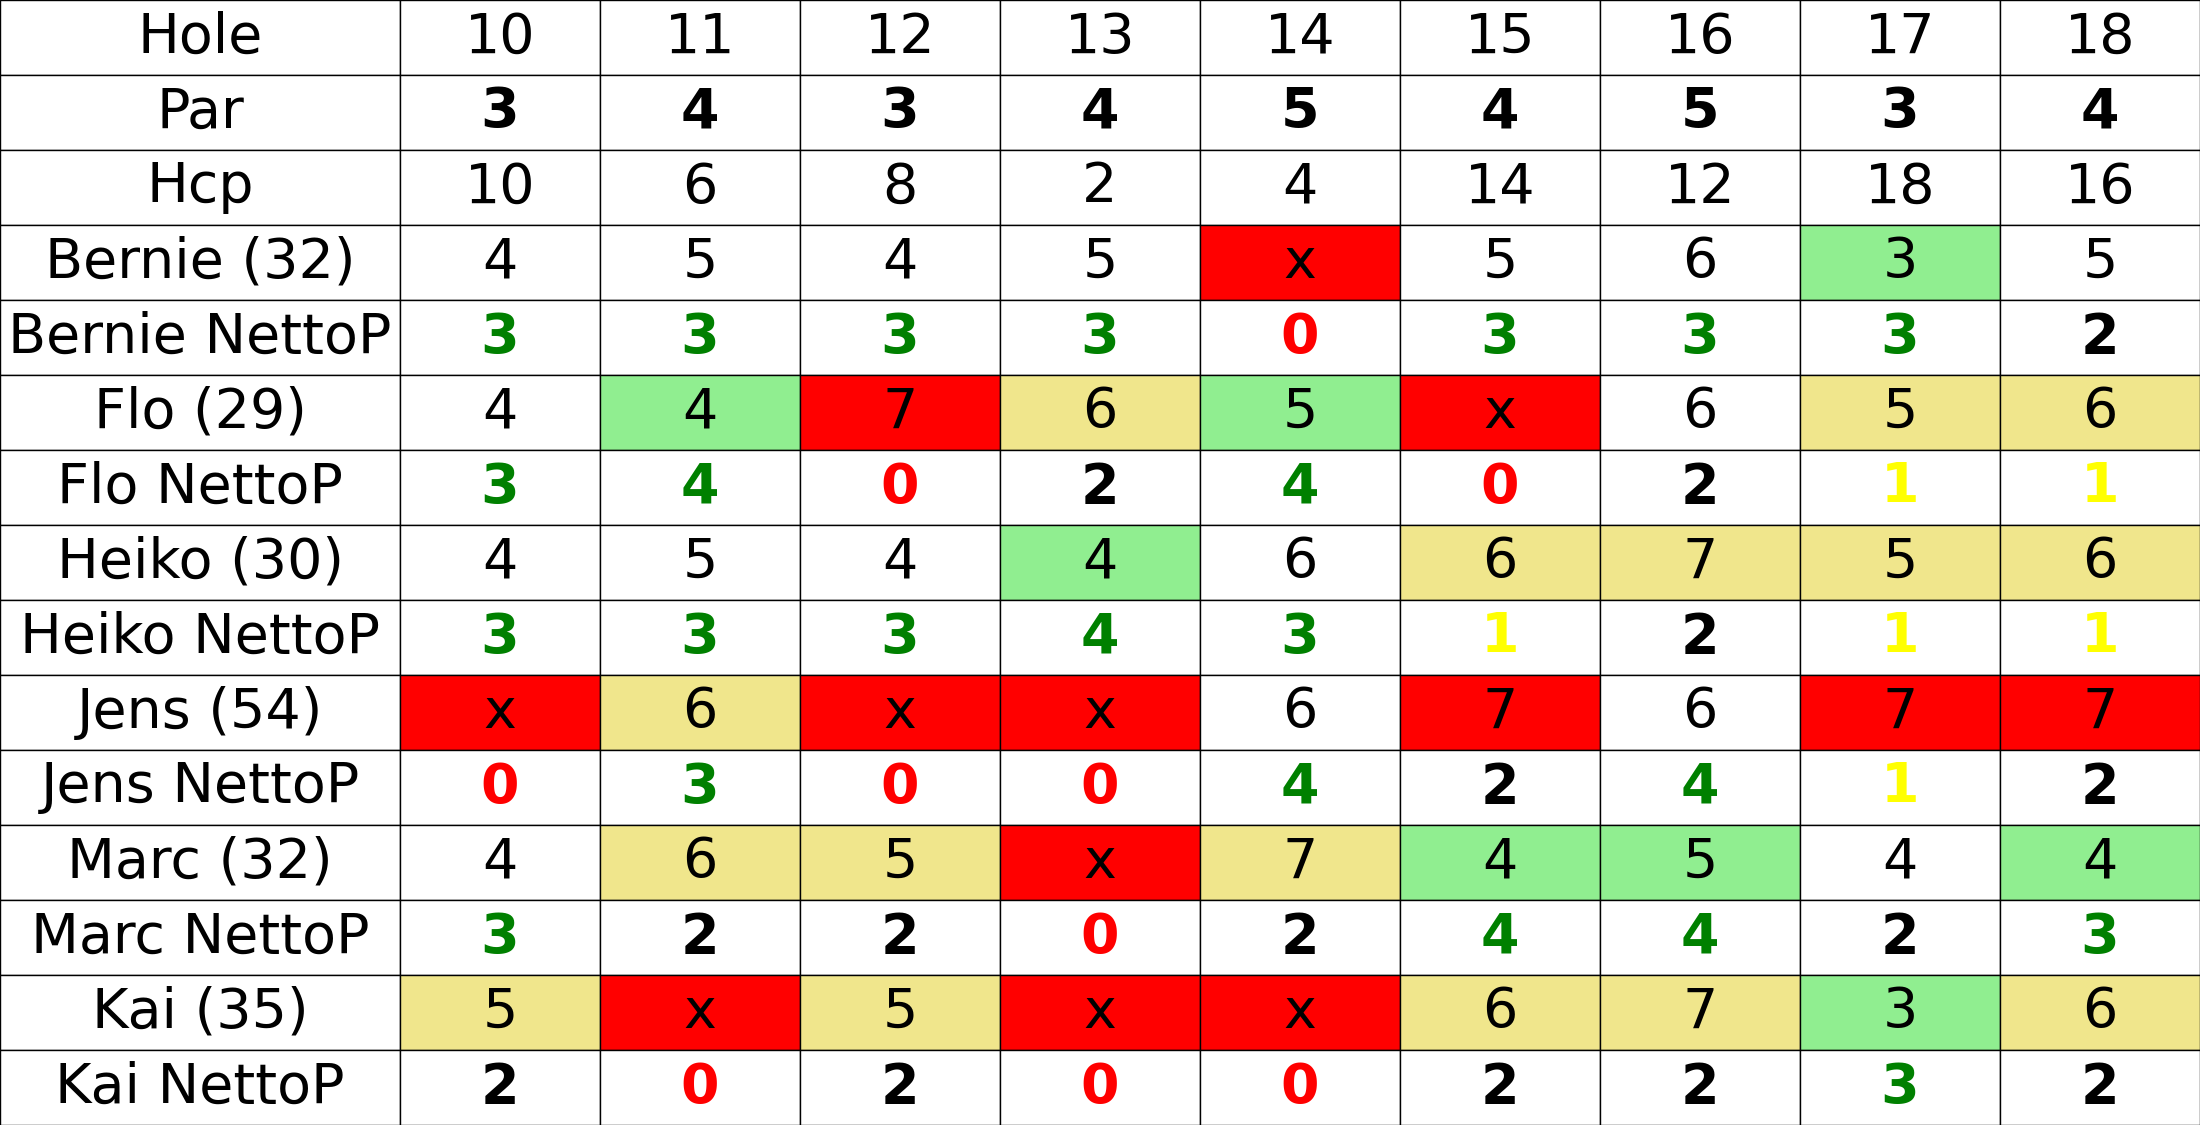 Hole 10 11 12 13 14 15 16 17 18
Par 3 4 3 4 5 4 5 3 4
Hcp 10 6 8 2 4 14 12 18 16
Bernie (32) 4 5 4 5 x 5 6 3 5
Bernie NettoP 3 3 3 3 0 3 3 3 2
Flo (29) 4 4 7 6 5 x 6 5 6
Flo NettoP 3 4 0 2 4 0 2 1 1
Heiko (30) 4 5 4 4 6 6 7 5 6
Heiko NettoP 3 3 3 4 3 1 2 1 1
Jens (54) x 6 x x 6 7 6 7 7
Jens NettoP 0 3 0 0 4 2 4 1 2
Marc (32) 4 6 5 x 7 4 5 4 4
Marc NettoP 3 2 2 0 2 4 4 2 3
Kai (35) 5 x 5 x x 6 7 3 6
Kai NettoP 2 0 2 0 0 2 2 3 2